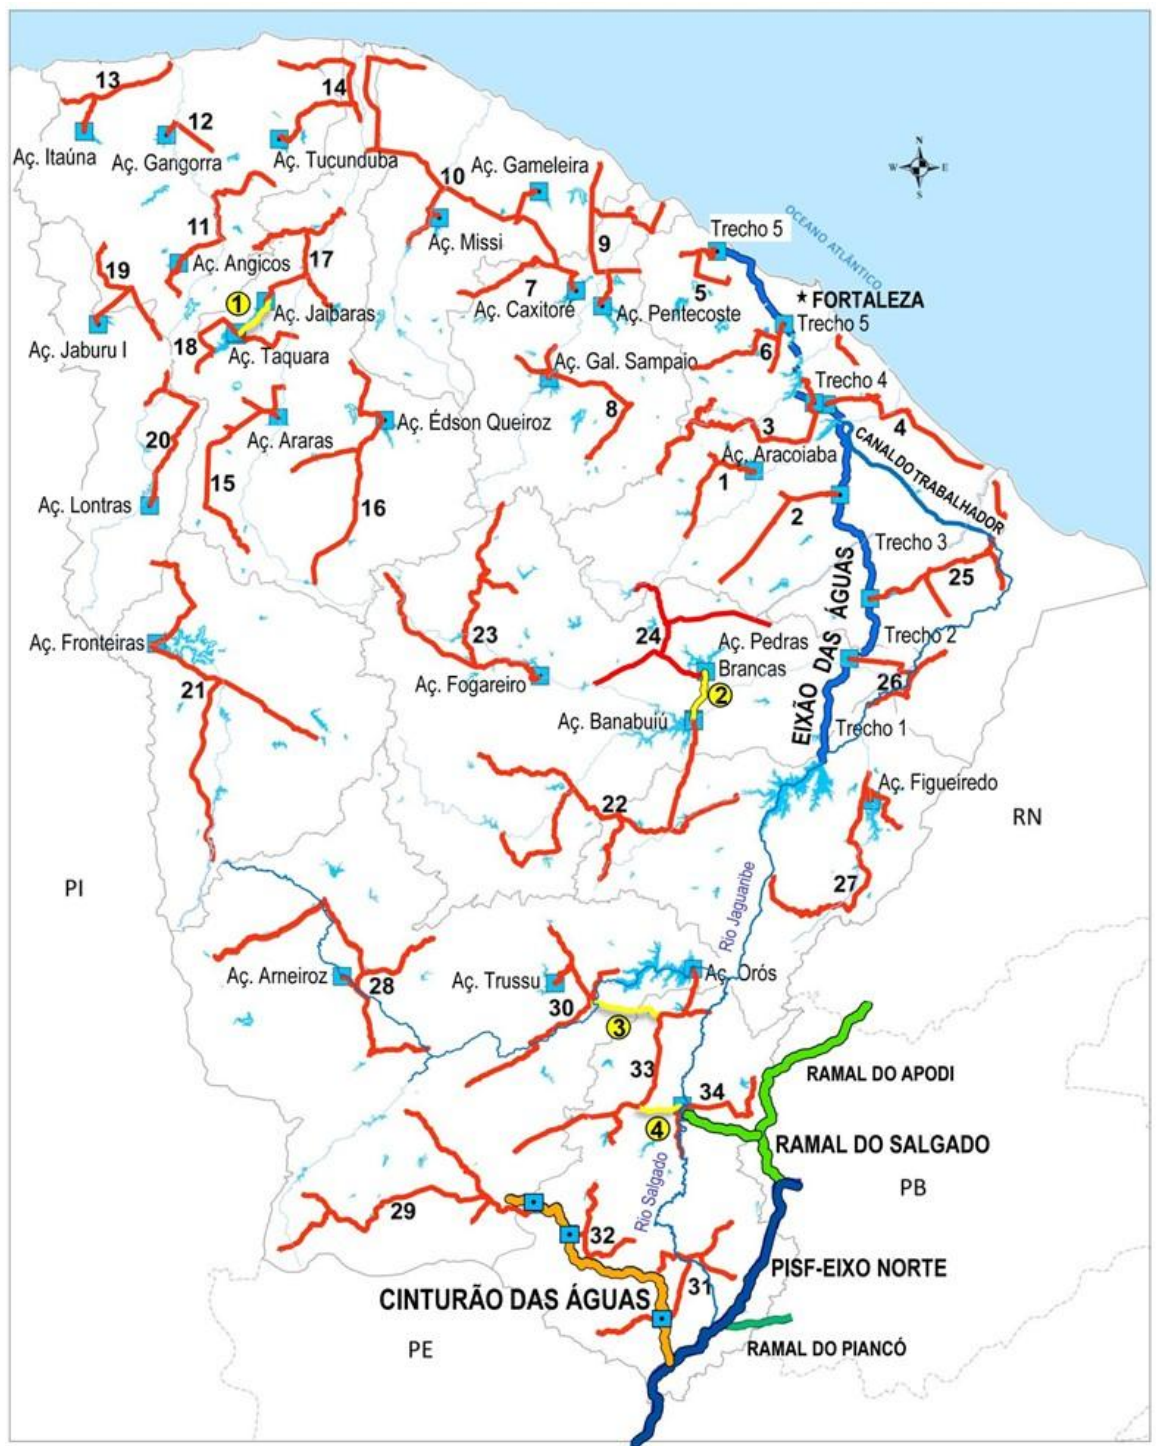 13
14
12
Aç. Itaúna
Aç. Gangorra
Aç. Tucunduba
10
Aç. Gameleira
N
W
E
S
11
Aç. Missi
9
Trecho 5
OCEANO ATLÂNTICO
19
Aç. Angicos
17
7
5
FORTALEZA
1
Aç. Jaibaras
Aç. Caxitoré
Aç. Pentecoste
Trecho 5
Aç. Jaburu I
18
Aç. Taquara
Aç. Gal. Sampaio
6
Trecho 4
20
Aç. Araras
Aç. Édson Queiroz
8
3
4
CANAL DO TRABALHADOR
Aç. Aracoiaba
15
1
Aç. Lontras
16
2
Trecho 3
25
EIXÃO DAS ÁGUAS
23
24
Aç. Pedras
Brancas
Trecho 2
Aç. Fronteiras
Aç. Fogareiro
21
2
26
Aç. Banabuiú
Trecho 1
Aç. Figueiredo
22
RN
PI
27
Rio Jaguaribe
Aç. Arneiroz
28
Aç. Trussu
30
Aç. Orós
3
33
RAMAL DO APODI
34
4
RAMAL DO SALGADO
Rio Salgado
PB
29
32
PISF-EIXO NORTE
31
CINTURÃO DAS ÁGUAS
PE
RAMAL DO PIANCÓ